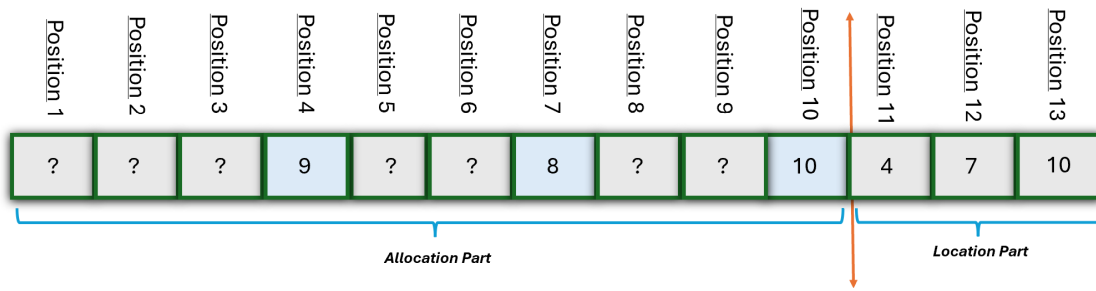 Position 1
Position 2
Position 3
Position 4
Position 5
Position 6
Position 7
Position 8
Position 9
Position 10
Position 11
Position 12
Position 13
? ? ? 9 ? ? 8 ? ? 10 4 7 10
Allocation Part
Location Part